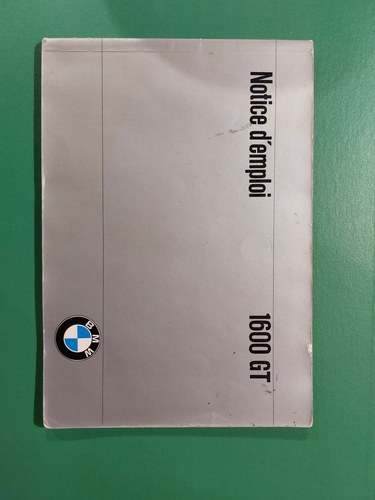 Notice d'emploi
1600 GT
BMW